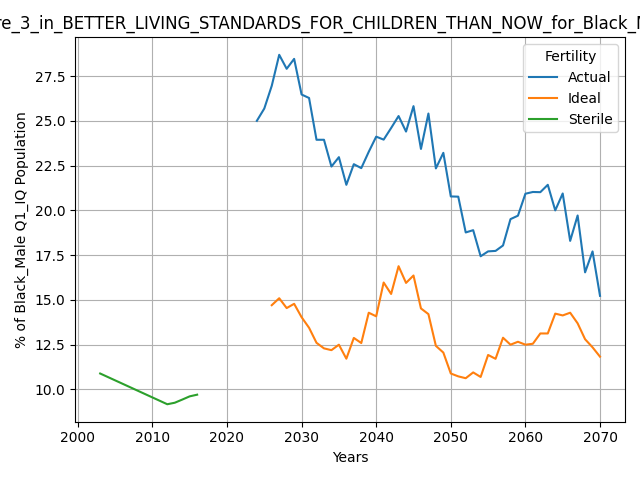 re_3_in_BETTER_LIVING_STANDARDS_FOR_CHILDREN_THAN_NOW_for_Black_M
Fertility
Actual
Ideal
Sterile
% of Black_Male Q1_IQ Population
27.5
25.0
22.5
20.0
17.5
15.0
12.5
10.0
2000
2010
2020
2030
2040
2050
2060
2070
Years